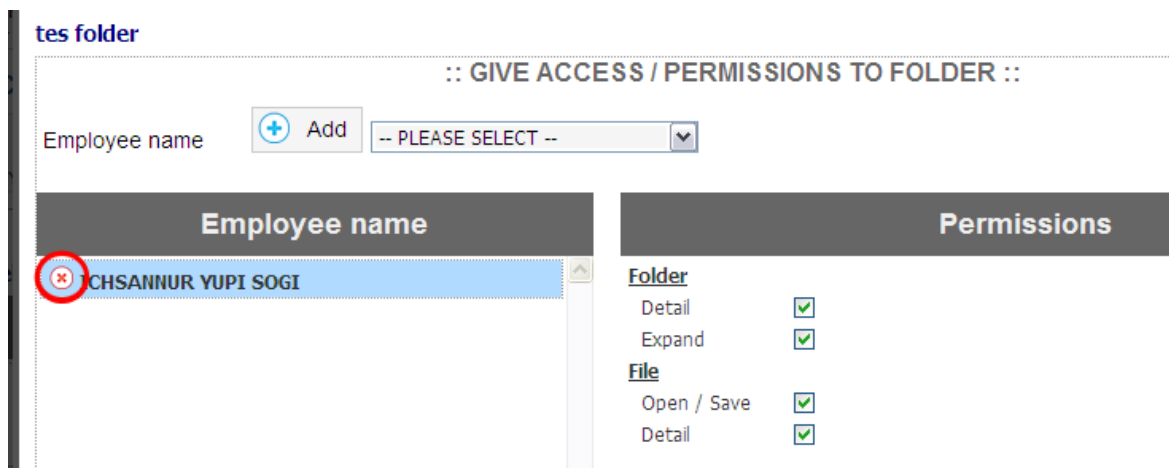 tes folder
:: GIVE ACCESS / PERMISSIONS TO FOLDER ::
Employee name Add -- PLEASE SELECT --
Employee name Permissions
ICHSANNUR YUPI SOGI
Folder
Detail
Expand
File
Open / Save
Detail